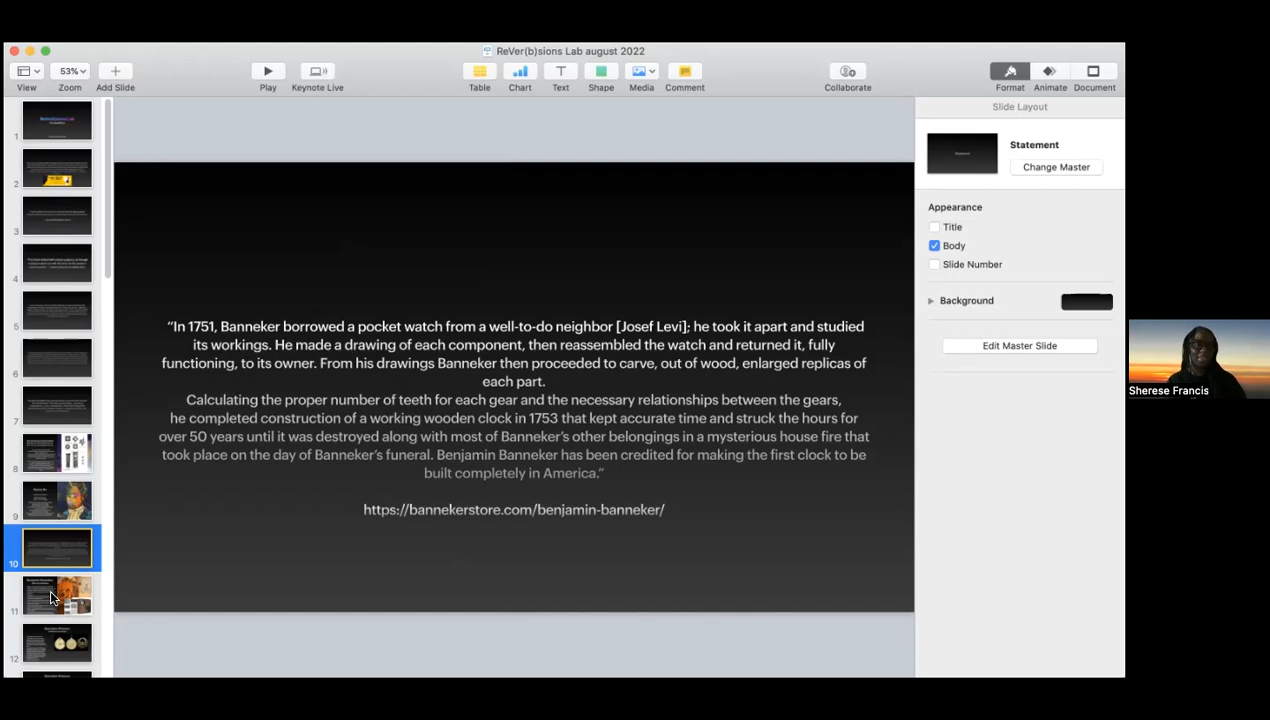 ReVer(b)sions Lab august 2022
53%
View
Zoom
Add Slide
Play
Keynote Live
Table
Chart
Text
Shape
Media
Comment
Collaborate
Format
Animate
Document
1
2
3
4
5
6
7
8
9
10
11
12
“In 1751, Banneker borrowed a pocket watch from a well-to-do neighbor [Josef Levi]; he took it apart and studied
its workings. He made a drawing of each component, then reassembled the watch and returned it, fully
functioning, to its owner. From his drawings Banneker then proceeded to carve, out of wood, enlarged replicas of
each part.
Calculating the proper number of teeth for each gear and the necessary relationships between the gears,
he completed construction of a working wooden clock in 1753 that kept accurate time and struck the hours for
over 50 years until it was destroyed along with most of Banneker’s other belongings in a mysterious house fire that
took place on the day of Banneker’s funeral. Benjamin Banneker has been credited for making the first clock to be
built completely in America.”
https://bannekerstore.com/benjamin-banneker/
Slide Layout
Statement
Change Master
Appearance
Title
Body
Slide Number
Background
Edit Master Slide
Sherese Francis